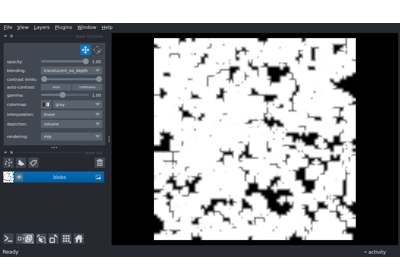 File View Layers Plugins Window Help
opacity: 1.00
blending: translucent_no_depth
contrast limits:
auto-contrast: once continuous
gamma: 1.00
colormap: gray
interpolation: linear
depiction: volume
rendering: mip
blobs
Ready
activity